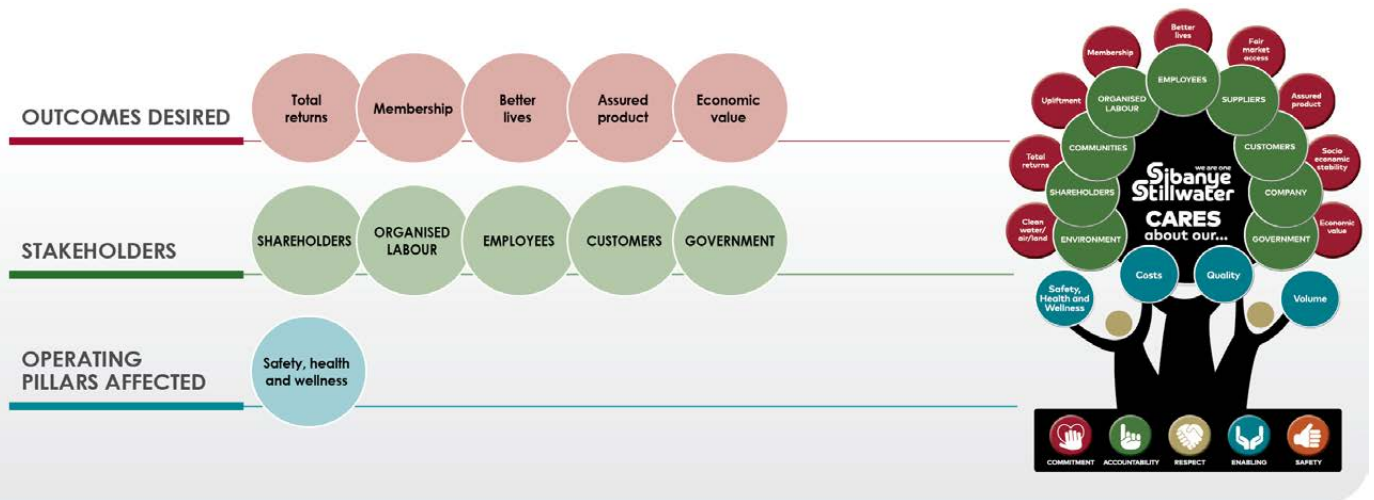 OUTCOMES DESIRED
Total
returns
Membership
Better
lives
Assured
product
Economic
value
STAKEHOLDERS
SHAREHOLDERS
ORGANISED
LABOUR
EMPLOYEES
CUSTOMERS
GOVERNMENT
OPERATING
PILLARS AFFECTED
Safety, health
and wellness
Better
lives
Membership
Fair
market
access
Upliftment
Assured
product
Total
returns
Socio
economic
stability
Clean
water/
air/land
Economic
value
EMPLOYEES
ORGANISED
LABOUR
SUPPLIERS
COMMUNITIES
CUSTOMERS
SHAREHOLDERS
COMPANY
ENVIRONMENT
GOVERNMENT
we are one
Sibanye
Stillwater
CARES
about our...
Costs
Quality
Safety,
Health and
Wellness
Volume
COMMITMENT
ACCOUNTABILITY
RESPECT
ENABLING
SAFETY